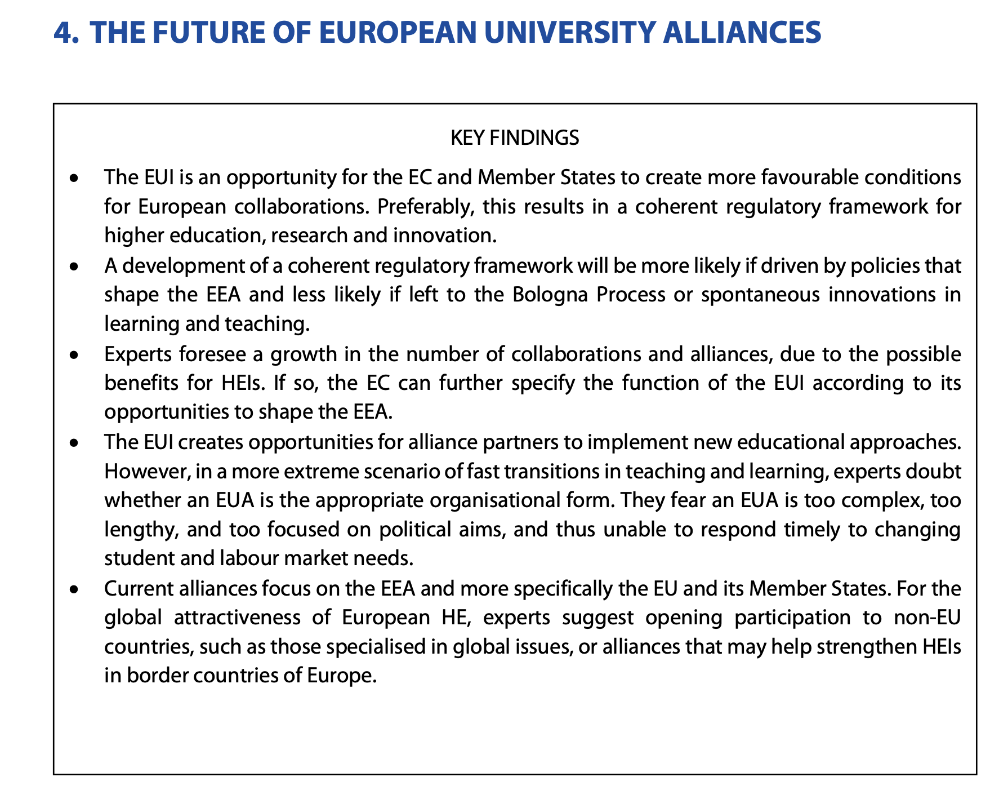 4. THE FUTURE OF EUROPEAN UNIVERSITY ALLIANCES
KEY FINDINGS
• The EUI is an opportunity for the EC and Member States to create more favourable conditions
for European collaborations. Preferably, this results in a coherent regulatory framework for
higher education, research and innovation.
• A development of a coherent regulatory framework will be more likely if driven by policies that
shape the EEA and less likely if left to the Bologna Process or spontaneous innovations in
learning and teaching.
• Experts foresee a growth in the number of collaborations and alliances, due to the possible
benefits for HEIs. If so, the EC can further specify the function of the EUI according to its
opportunities to shape the EEA.
• The EUI creates opportunities for alliance partners to implement new educational approaches.
However, in a more extreme scenario of fast transitions in teaching and learning, experts doubt
whether an EUA is the appropriate organisational form. They fear an EUA is too complex, too
lengthy, and too focused on political aims, and thus unable to respond timely to changing
student and labour market needs.
• Current alliances focus on the EEA and more specifically the EU and its Member States. For the
global attractiveness of European HE, experts suggest opening participation to non-EU
countries, such as those specialised in global issues, or alliances that may help strengthen HEIs
in border countries of Europe.